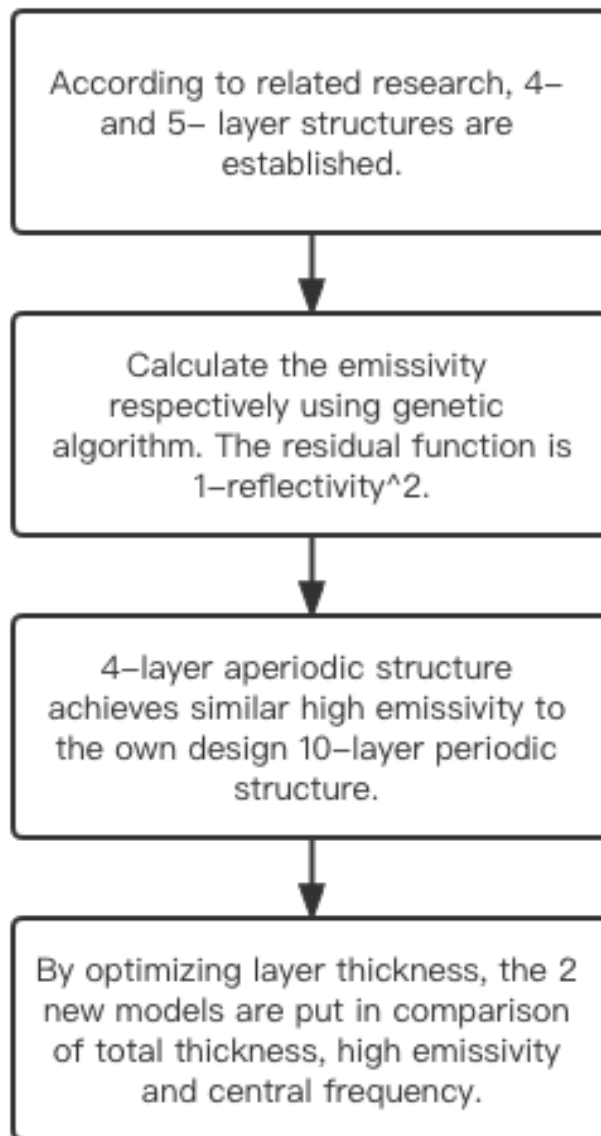 According to related research, 4–
and 5– layer structures are
established.
Calculate the emissivity
respectively using genetic
algorithm. The residual function is
1–reflectivity^2.
4–layer aperiodic structure
achieves similar high emissivity to
the own design 10–layer periodic
structure.
By optimizing layer thickness, the 2
new models are put in comparison
of total thickness, high emissivity
and central frequency.